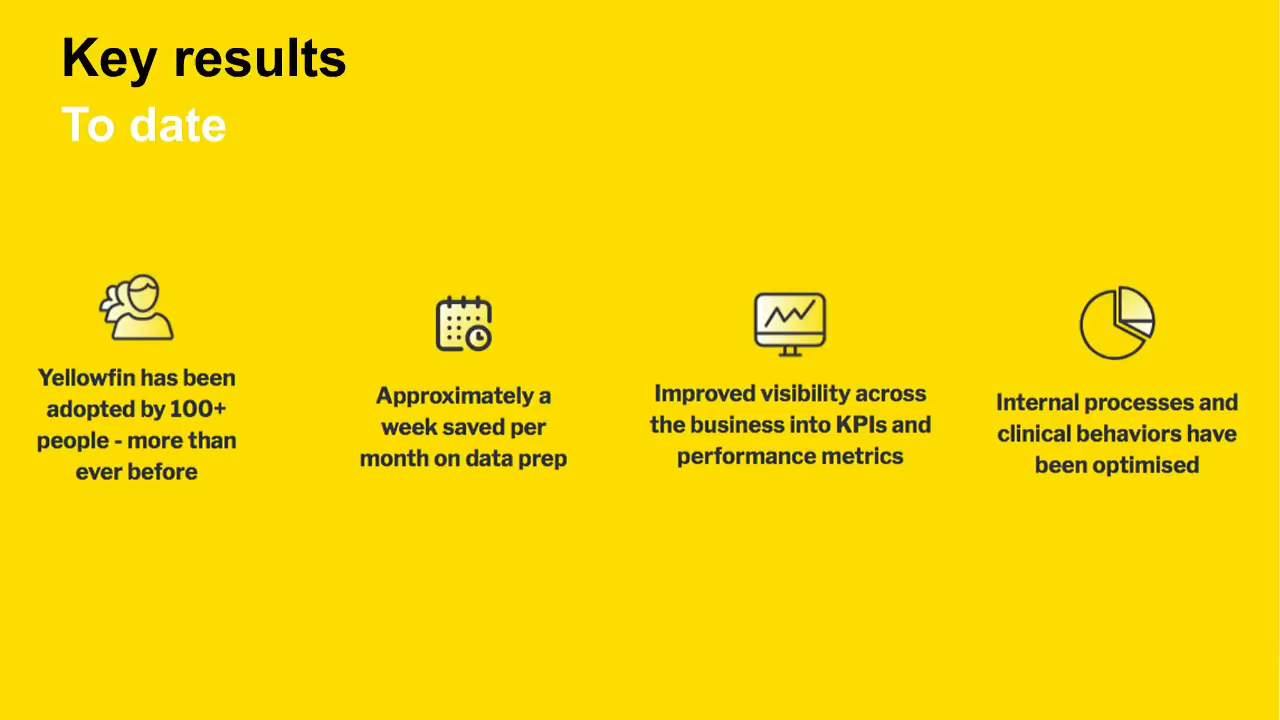 Key results
To date
Yellowfin has been
adopted by 100+
people - more than
ever before
Approximately a
week saved per
month on data prep
Improved visibility across
the business into KPIs and
performance metrics
Internal processes and
clinical behaviors have
been optimised